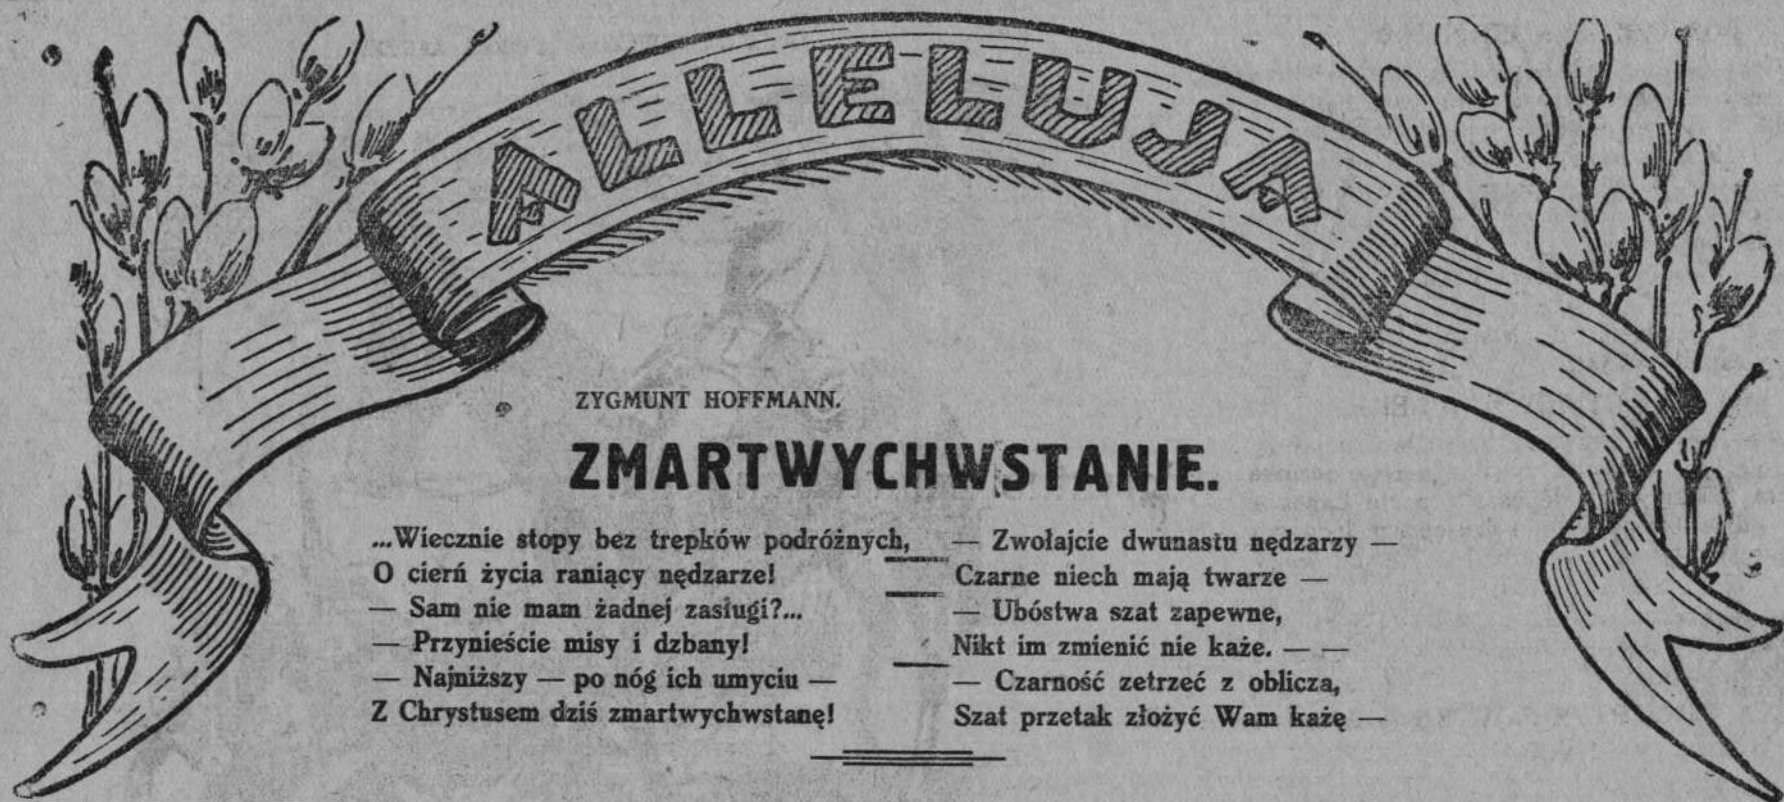 ALLELUJA
ZYGMUNT HOFFMANN.
ZMARTWYCHWSTANIE.
...Wiecznie stopy bez trepków podróżnych,
O cierń życia raniący nędzarze!
— Sam nie mam żadnej zasługi?...
— Przynieście misy i dzbany!
— Najniższy — po nóg ich umyciu —
Z Chrystusem dziś zmartwychwstanę!
— Zwołajcie dwunastu nędzarzy —
Czarne niech mają twarze —
— Ubóstwa szat zapewne,
Nikt im zmienić nie każe. — —
— Czarność zetrzeć z oblicza,
Szat przetak złożyć Wam każę —